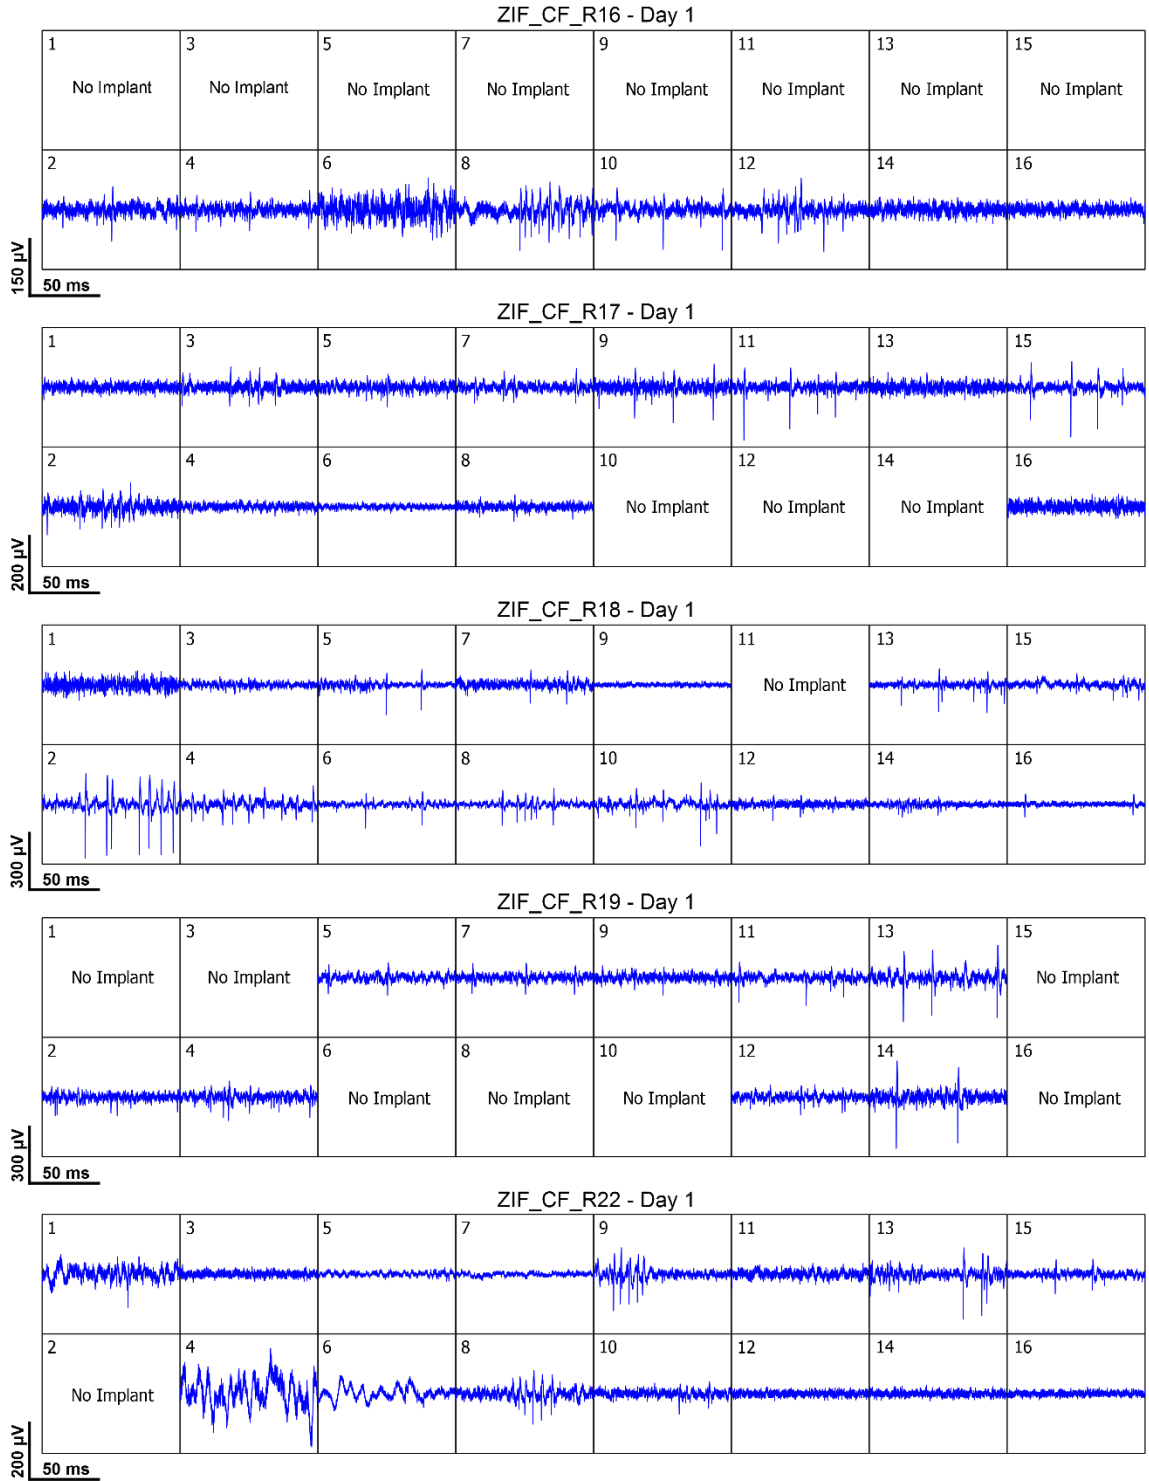 ZIF_CF_R16 - Day 1
1 3 5 7 9 11 13 15
No Implant No Implant No Implant No Implant No Implant No Implant No Implant No Implant
2 4 6 8 10 12 14 16
150 µV
50 ms
ZIF_CF_R17 - Day 1
1 3 5 7 9 11 13 15
2 4 6 8 10 12 14 16
No Implant No Implant No Implant
200 µV
50 ms
ZIF_CF_R18 - Day 1
1 3 5 7 9 11 13 15
No Implant
2 4 6 8 10 12 14 16
300 µV
50 ms
ZIF_CF_R19 - Day 1
1 3 5 7 9 11 13 15
No Implant No Implant No Implant
2 4 6 8 10 12 14 16
No Implant No Implant No Implant No Implant
300 µV
50 ms
ZIF_CF_R22 - Day 1
1 3 5 7 9 11 13 15
2 4 6 8 10 12 14 16
No Implant
200 µV
50 ms